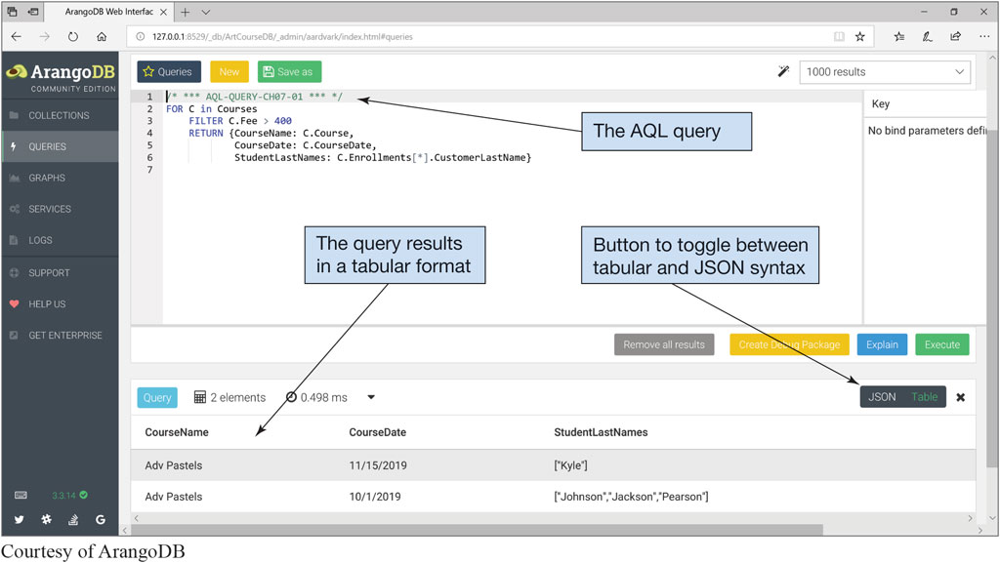 ArangoDB Web Interfac
127.0.0.1:8529/_db/ArtCourseDB/_admin/aardvark/index.html#queries
ArangoDB
COMMUNITY EDITION
COLLECTIONS
QUERIES
GRAPHS
SERVICES
LOGS
SUPPORT
HELP US
GET ENTERPRISE
3.3.14
Queries
New
Save as
1000 results
1 /* *** AQL-QUERY-CH07-01 *** */
2 FOR C in Courses
3 FILTER C.Fee > 400
4 RETURN {CourseName: C.Course,
5 CourseDate: C.CourseDate,
6 StudentLastNames: C.Enrollments[*].CustomerLastName}
7
Key
No bind parameters defin
The AQL query
The query results
in a tabular format
Button to toggle between
tabular and JSON syntax
Remove all results
Create Debug Package
Explain
Execute
Query
2 elements
0.498 ms
JSON Table
CourseName CourseDate StudentLastNames
Adv Pastels 11/15/2019 ["Kyle"]
Adv Pastels 10/1/2019 ["Johnson","Jackson","Pearson"]
Courtesy of ArangoDB